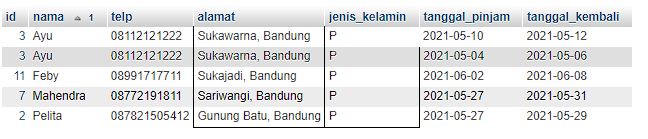 id nama 1 telp alamat jenis_kelamin tanggal_pinjam tanggal_kembali
3 Ayu 08112121222 Sukawarna, Bandung P 2021-05-10 2021-05-12
3 Ayu 08112121222 Sukawarna, Bandung P 2021-05-04 2021-05-06
11 Feby 08991717711 Sukajadi, Bandung P 2021-06-02 2021-06-08
7 Mahendra 08772191811 Sariwangi, Bandung P 2021-05-27 2021-05-31
2 Pelita 087821505412 Gunung Batu, Bandung P 2021-05-27 2021-05-29